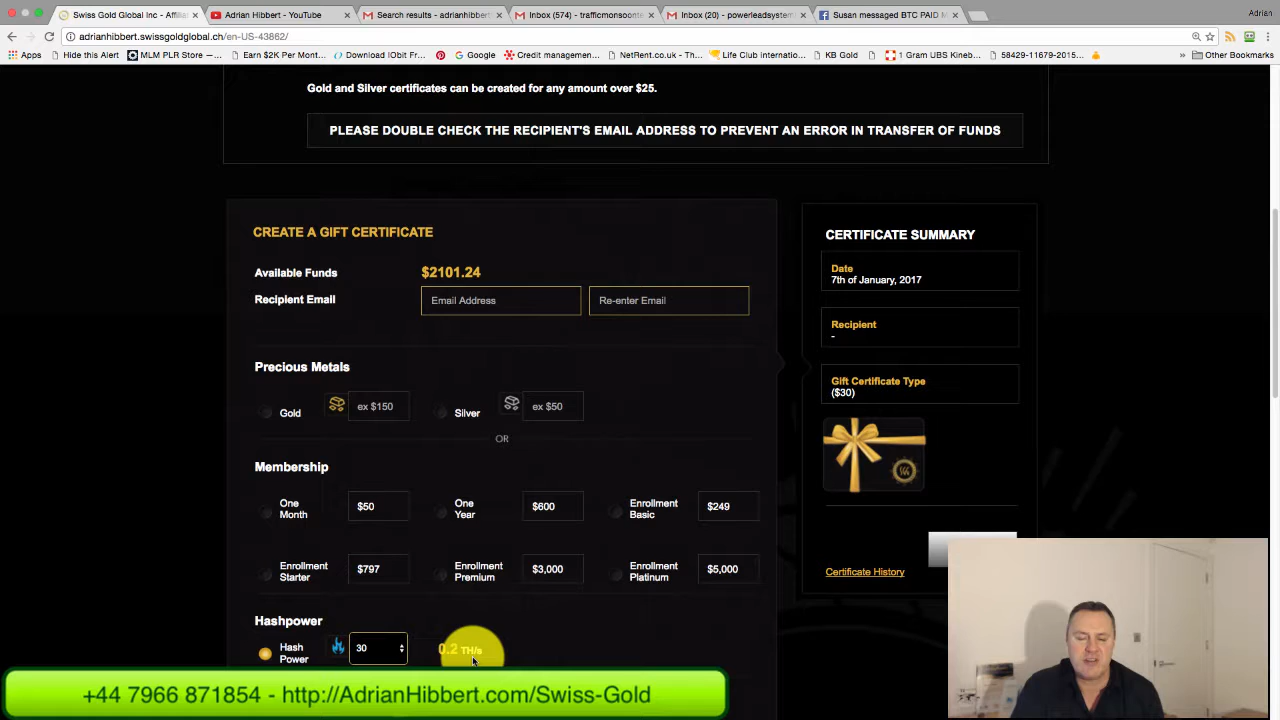 Swiss Gold Global Inc - Affilia
Adrian Hibbert - YouTube
Search results - adrianhibbert
Inbox (574) - trafficmonsoonte
Inbox (20) - powerleadsystem
Susan messaged BTC PAID M
Adrian
adrianhibbert.swissgoldglobal.ch/en-US-43862/
Apps
Hide this Alert
MLM PLR Store —…
Earn $2K Per Mont…
Download IObit Fr…
Google
Credit managemen…
NetRent.co.uk - Th…
Life Club Internatio…
KB Gold
1 Gram UBS Kineb…
58429-11679-2015…
»
Other Bookmarks
Gold and Silver certificates can be created for any amount over $25.
PLEASE DOUBLE CHECK THE RECIPIENT'S EMAIL ADDRESS TO PREVENT AN ERROR IN TRANSFER OF FUNDS
CREATE A GIFT CERTIFICATE
Available Funds
$2101.24
Recipient Email
Email Address
Re-enter Email
Precious Metals
Gold
ex $150
Silver
ex $50
OR
Membership
One
Month
$50
One
Year
$600
Enrollment
Basic
$249
Enrollment
Starter
$797
Enrollment
Premium
$3,000
Enrollment
Platinum
$5,000
Hashpower
Hash
Power
30
0.2 TH/s
CERTIFICATE SUMMARY
Date
7th of January, 2017
Recipient
-
Gift Certificate Type
($30)
Certificate History
+44 7966 871854 - http://AdrianHibbert.com/Swiss-Gold